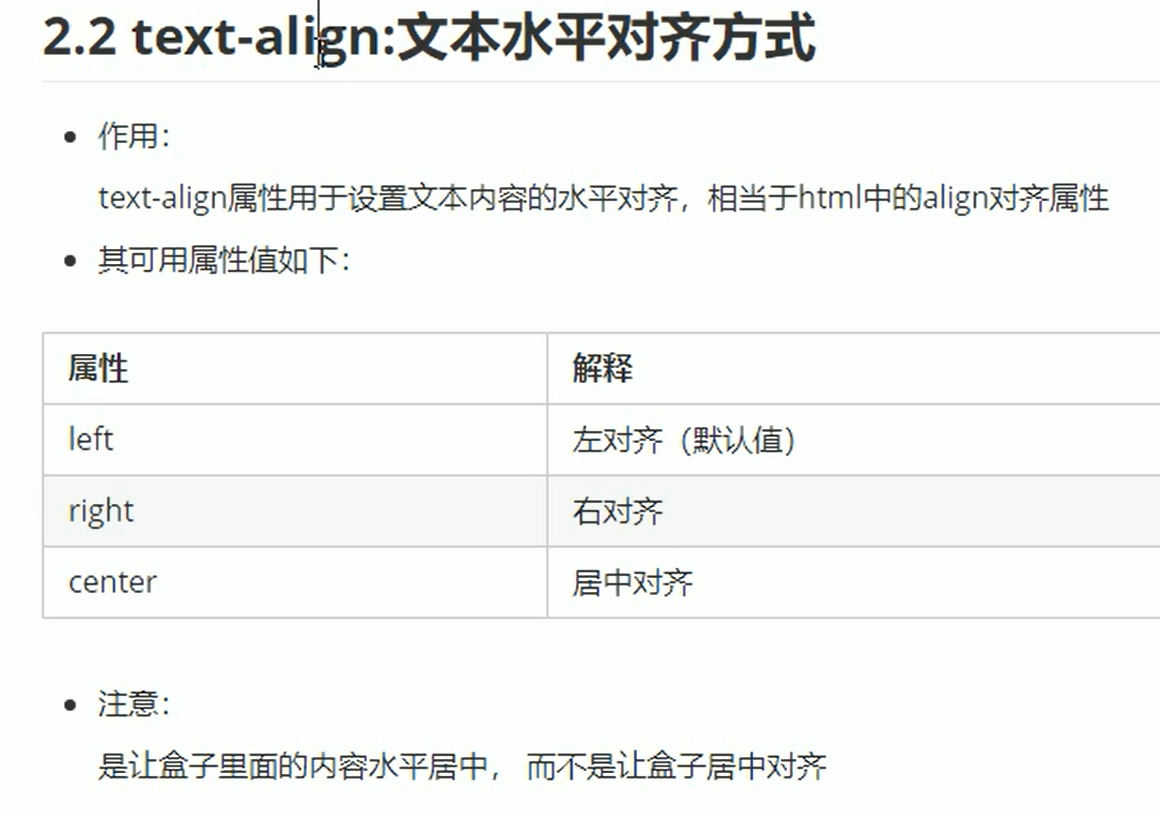 2.2 text-align:文本水平对齐方式
作用：
text-align属性用于设置文本内容的水平对齐，相当于html中的align对齐属性
其可用属性值如下：
属性 解释
left 左对齐（默认值）
right 右对齐
center 居中对齐
注意：
是让盒子里面的内容水平居中， 而不是让盒子居中对齐